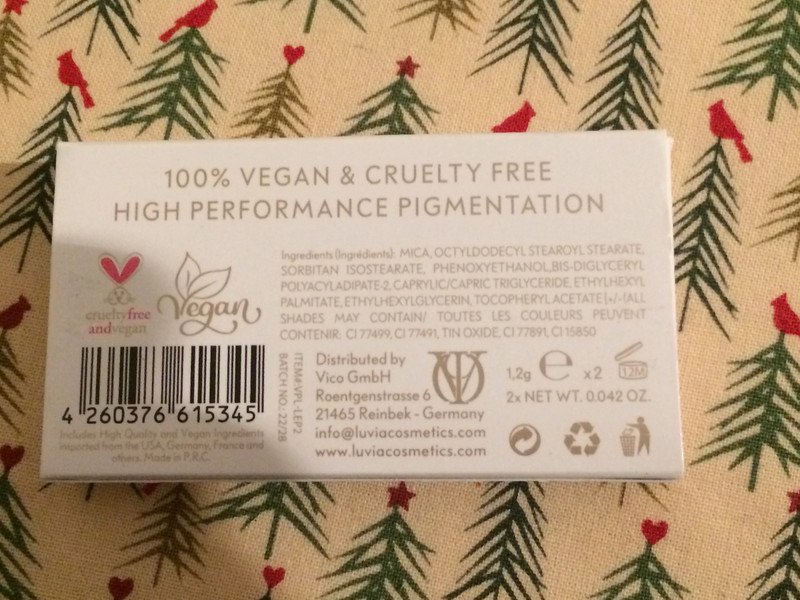 100% VEGAN & CRUELTY FREE
HIGH PERFORMANCE PIGMENTATION
crueltyfree
andvegan
Vegan
Ingredients (Ingrédients): MICA, OCTYLDODECYL STEAROYL STEARATE,
SORBITAN ISOSTEARATE, PHENOXYETHANOL,BIS-DIGLYCERYL
POLYACYLADIPATE-2, CAPRYLIC/CAPRIC TRIGLYCERIDE, ETHYLHEXYL
PALMITATE, ETHYLHEXYLGLYCERIN, TOCOPHERYL ACETATE [+/-(ALL
SHADES MAY CONTAIN/ TOUTES LES COULEURS PEUVENT
CONTENIR: CI 77499, CI 77491, TIN OXIDE, CI 77891, CI 15850
4 260376 615345
ITEM#:VPL-LEP2
BATCH NO.: 22/28
Includes High Quality and Vegan Ingredients
imported from the USA, Germany, France and
others. Made in P.R.C.
Distributed by
Vico GmbH
Roentgenstrasse 6
21465 Reinbek - Germany
info@luviacosmetics.com
www.luviacosmetics.com
1,2g e x 2
12M
2x NET WT. 0.042 OZ.